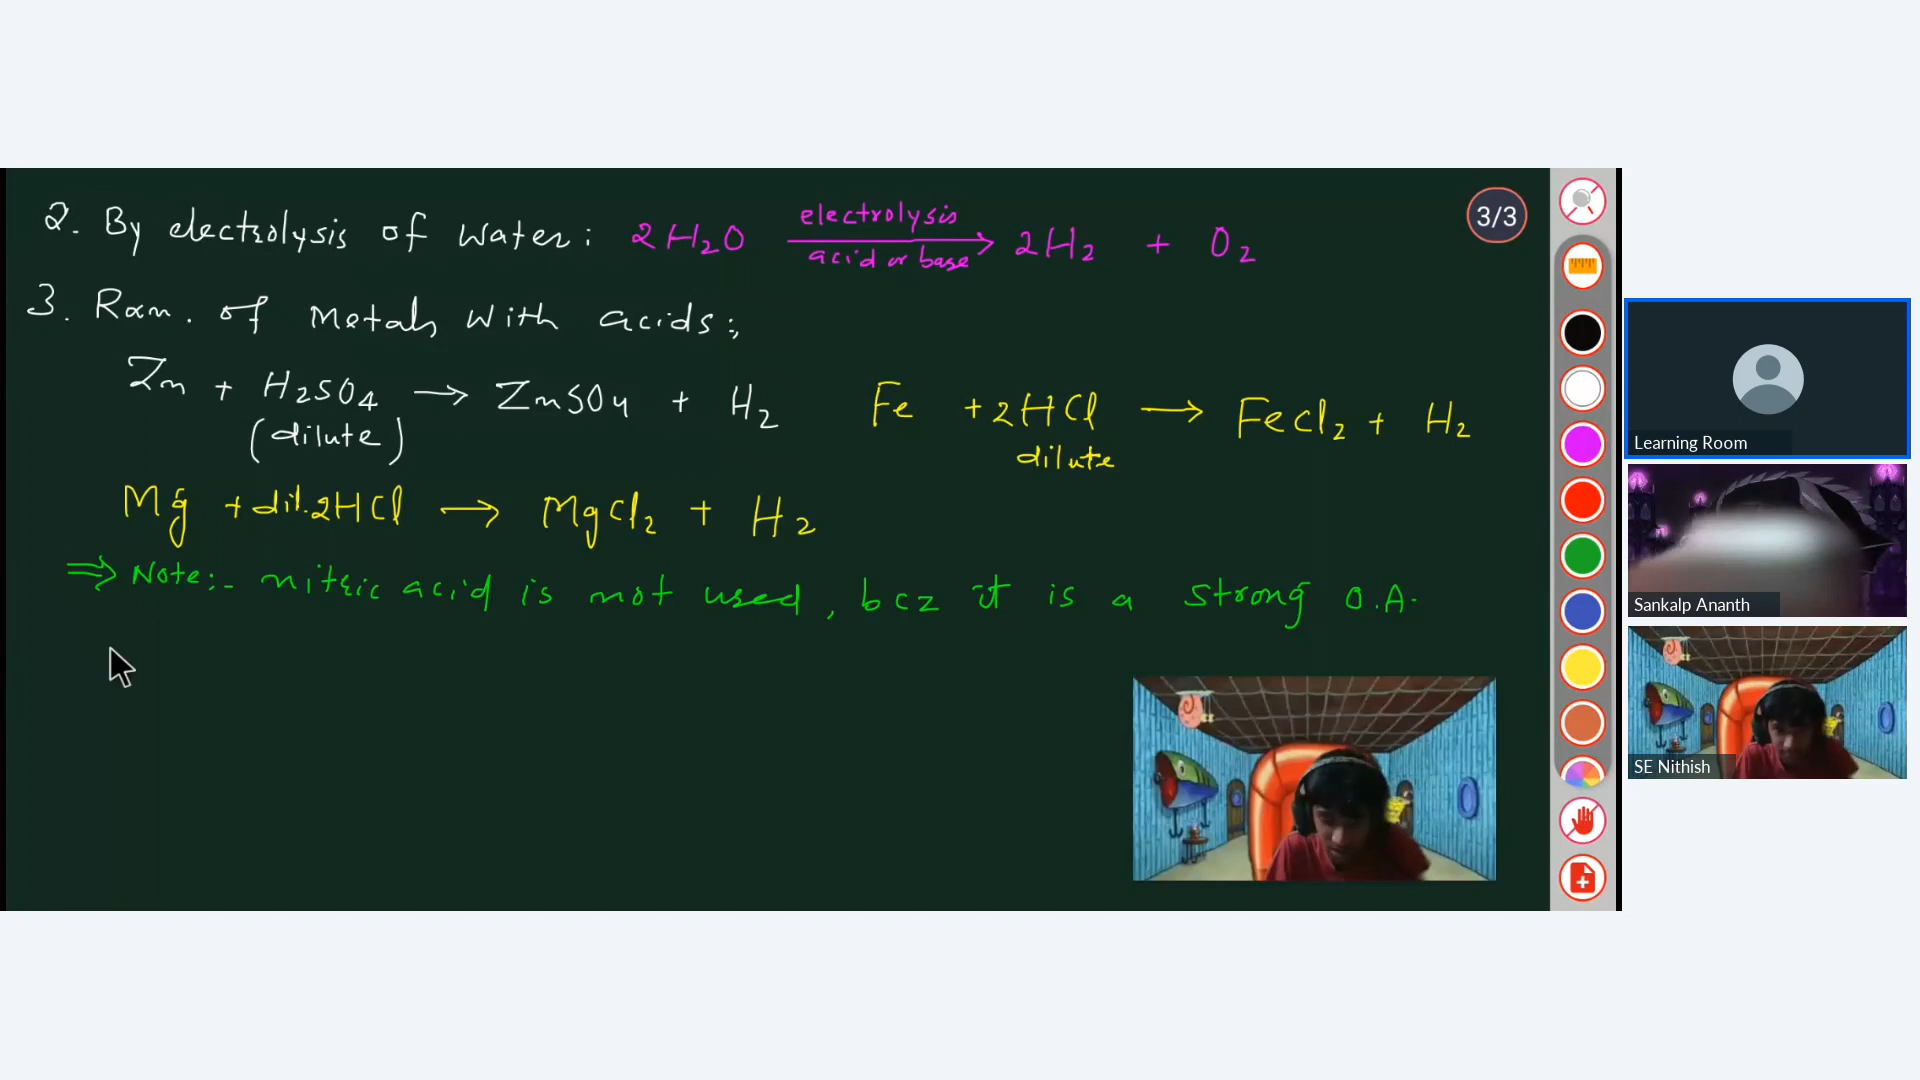 2. By electrolysis of water: 2H₂O electrolysis acid or base → 2H₂ + O₂
3/3
3. Rxn. of Metals with acids:
Zn + H₂SO₄ (dilute) → ZnSO₄ + H₂
Fe + 2HCl dilute → FeCl₂ + H₂
Mg + dil. 2HCl → MgCl₂ + H₂
⇒ Note:- nitric acid is not used, bcz it is a strong O.A.
Learning Room
Sankalp Ananth
SE Nithish